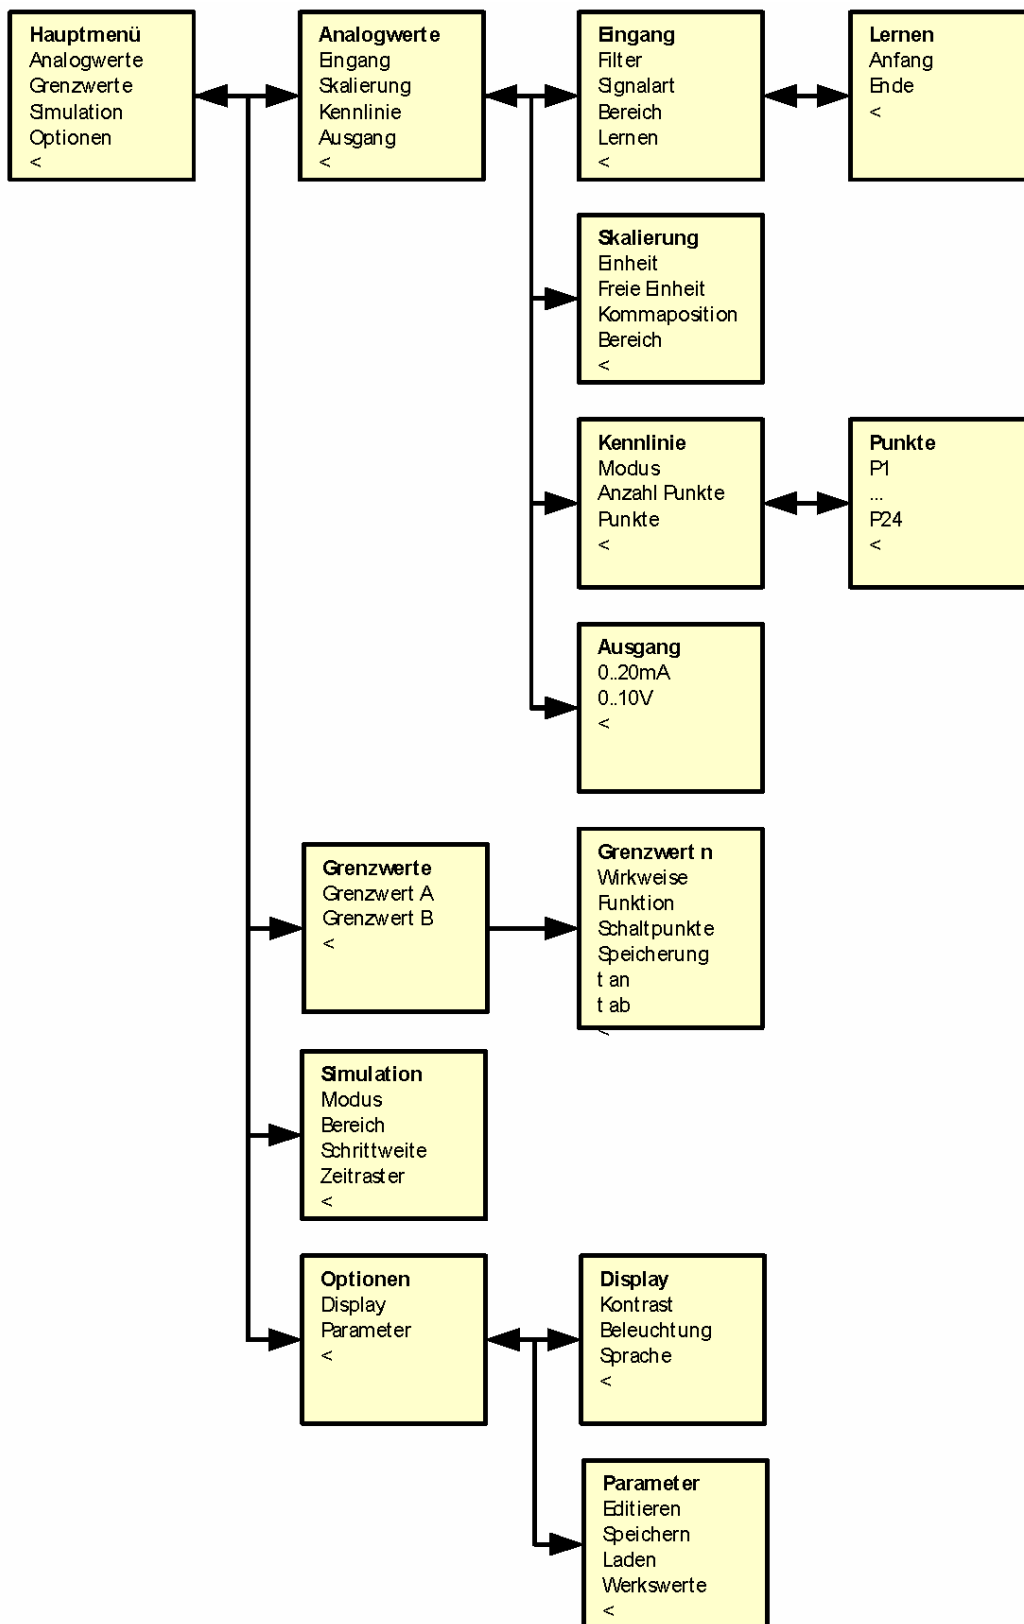 Hauptmenü
Analogwerte
Grenzwerte
Simulation
Optionen
<
Analogwerte
Eingang
Skalierung
Kennlinie
Ausgang
<
Eingang
Filter
Signalart
Bereich
Lernen
<
Lernen
Anfang
Ende
<
Skalierung
Einheit
Freie Einheit
Kommaposition
Bereich
<
Kennlinie
Modus
Anzahl Punkte
Punkte
<
Punkte
P1
...
P24
<
Ausgang
0..20mA
0..10V
<
Grenzwerte
Grenzwert A
Grenzwert B
<
Grenzwert n
Wirkweise
Funktion
Schaltpunkte
Speicherung
t an
t ab
<
Simulation
Modus
Bereich
Schrittweite
Zeitraster
<
Optionen
Display
Parameter
<
Display
Kontrast
Beleuchtung
Sprache
<
Parameter
Editieren
Speichern
Laden
Werkswerte
<